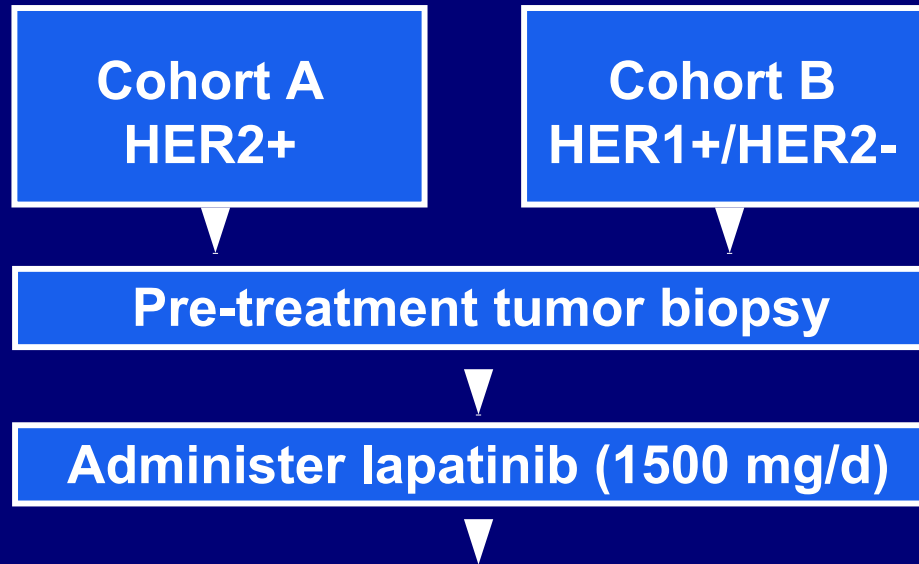 Cohort A
HER2+
Cohort B
HER1+/HER2-
Pre-treatment tumor biopsy
Administer lapatinib (1500 mg/d)